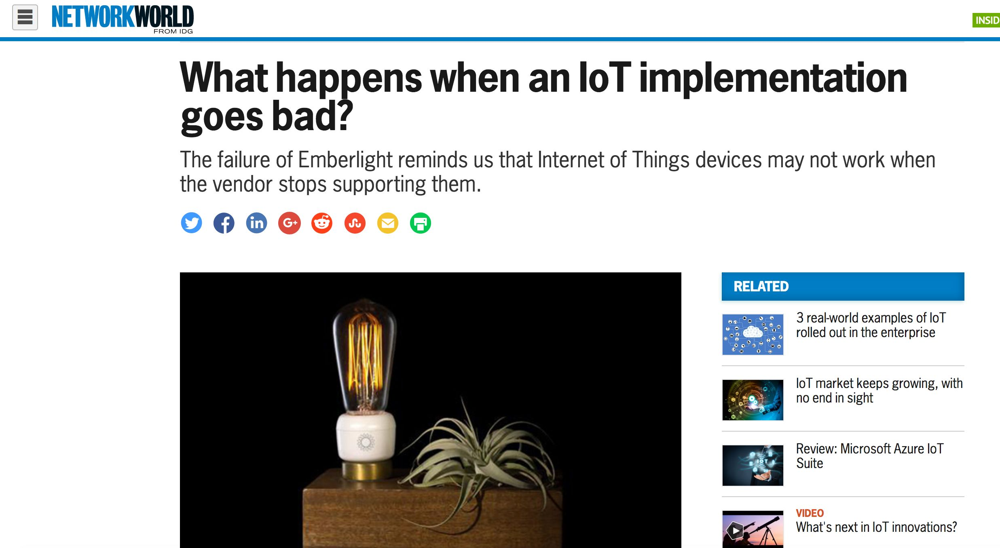 NETWORKWORLD
FROM IDG
INSID
What happens when an IoT implementation
goes bad?
The failure of Emberlight reminds us that Internet of Things devices may not work when
the vendor stops supporting them.
in
G+
RELATED
3 real-world examples of IoT
rolled out in the enterprise
IoT market keeps growing, with
no end in sight
IOT
Review: Microsoft Azure IoT
Suite
VIDEO
What's next in IoT innovations?